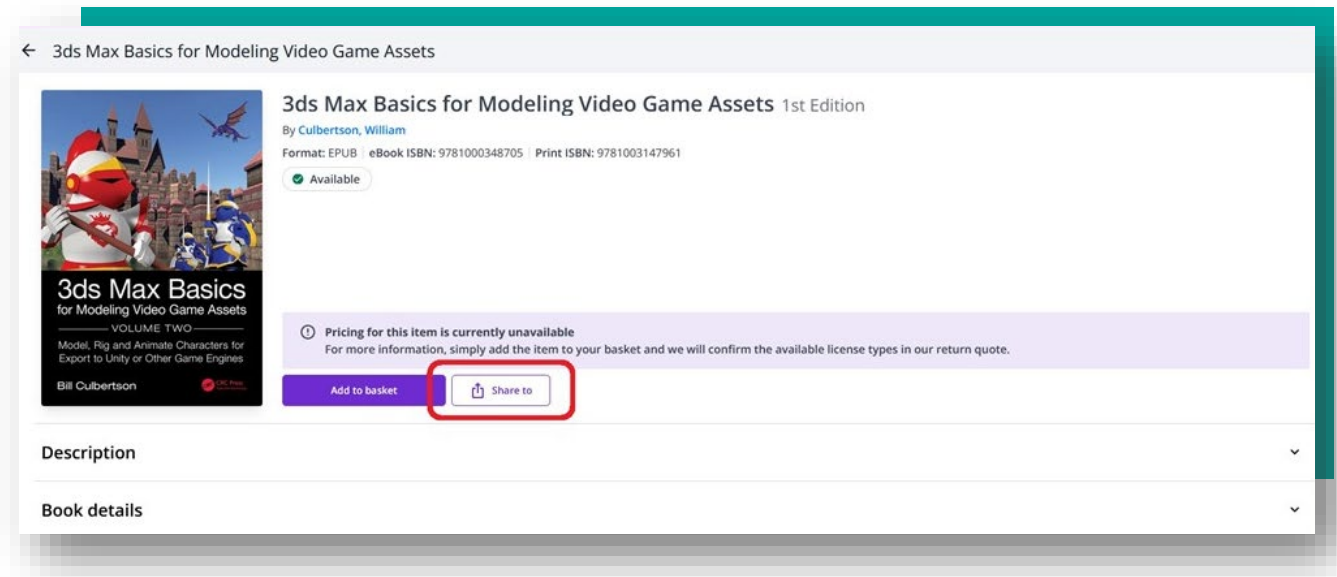 3ds Max Basics for Modeling Video Game Assets
3ds Max Basics for Modeling Video Game Assets 1st Edition
By Culbertson, William
Format: EPUB eBook ISBN: 9781000348705 Print ISBN: 9781003147961
Available
3ds Max Basics
for Modeling Video Game Assets
VOLUME TWO
Model, Rig and Animate Characters for
Export to Unity or Other Game Engines
Bill Culbertson
CRC Press
Pricing for this item is currently unavailable
For more information, simply add the item to your basket and we will confirm the available license types in our return quote.
Add to basket
Share to
Description
Book details